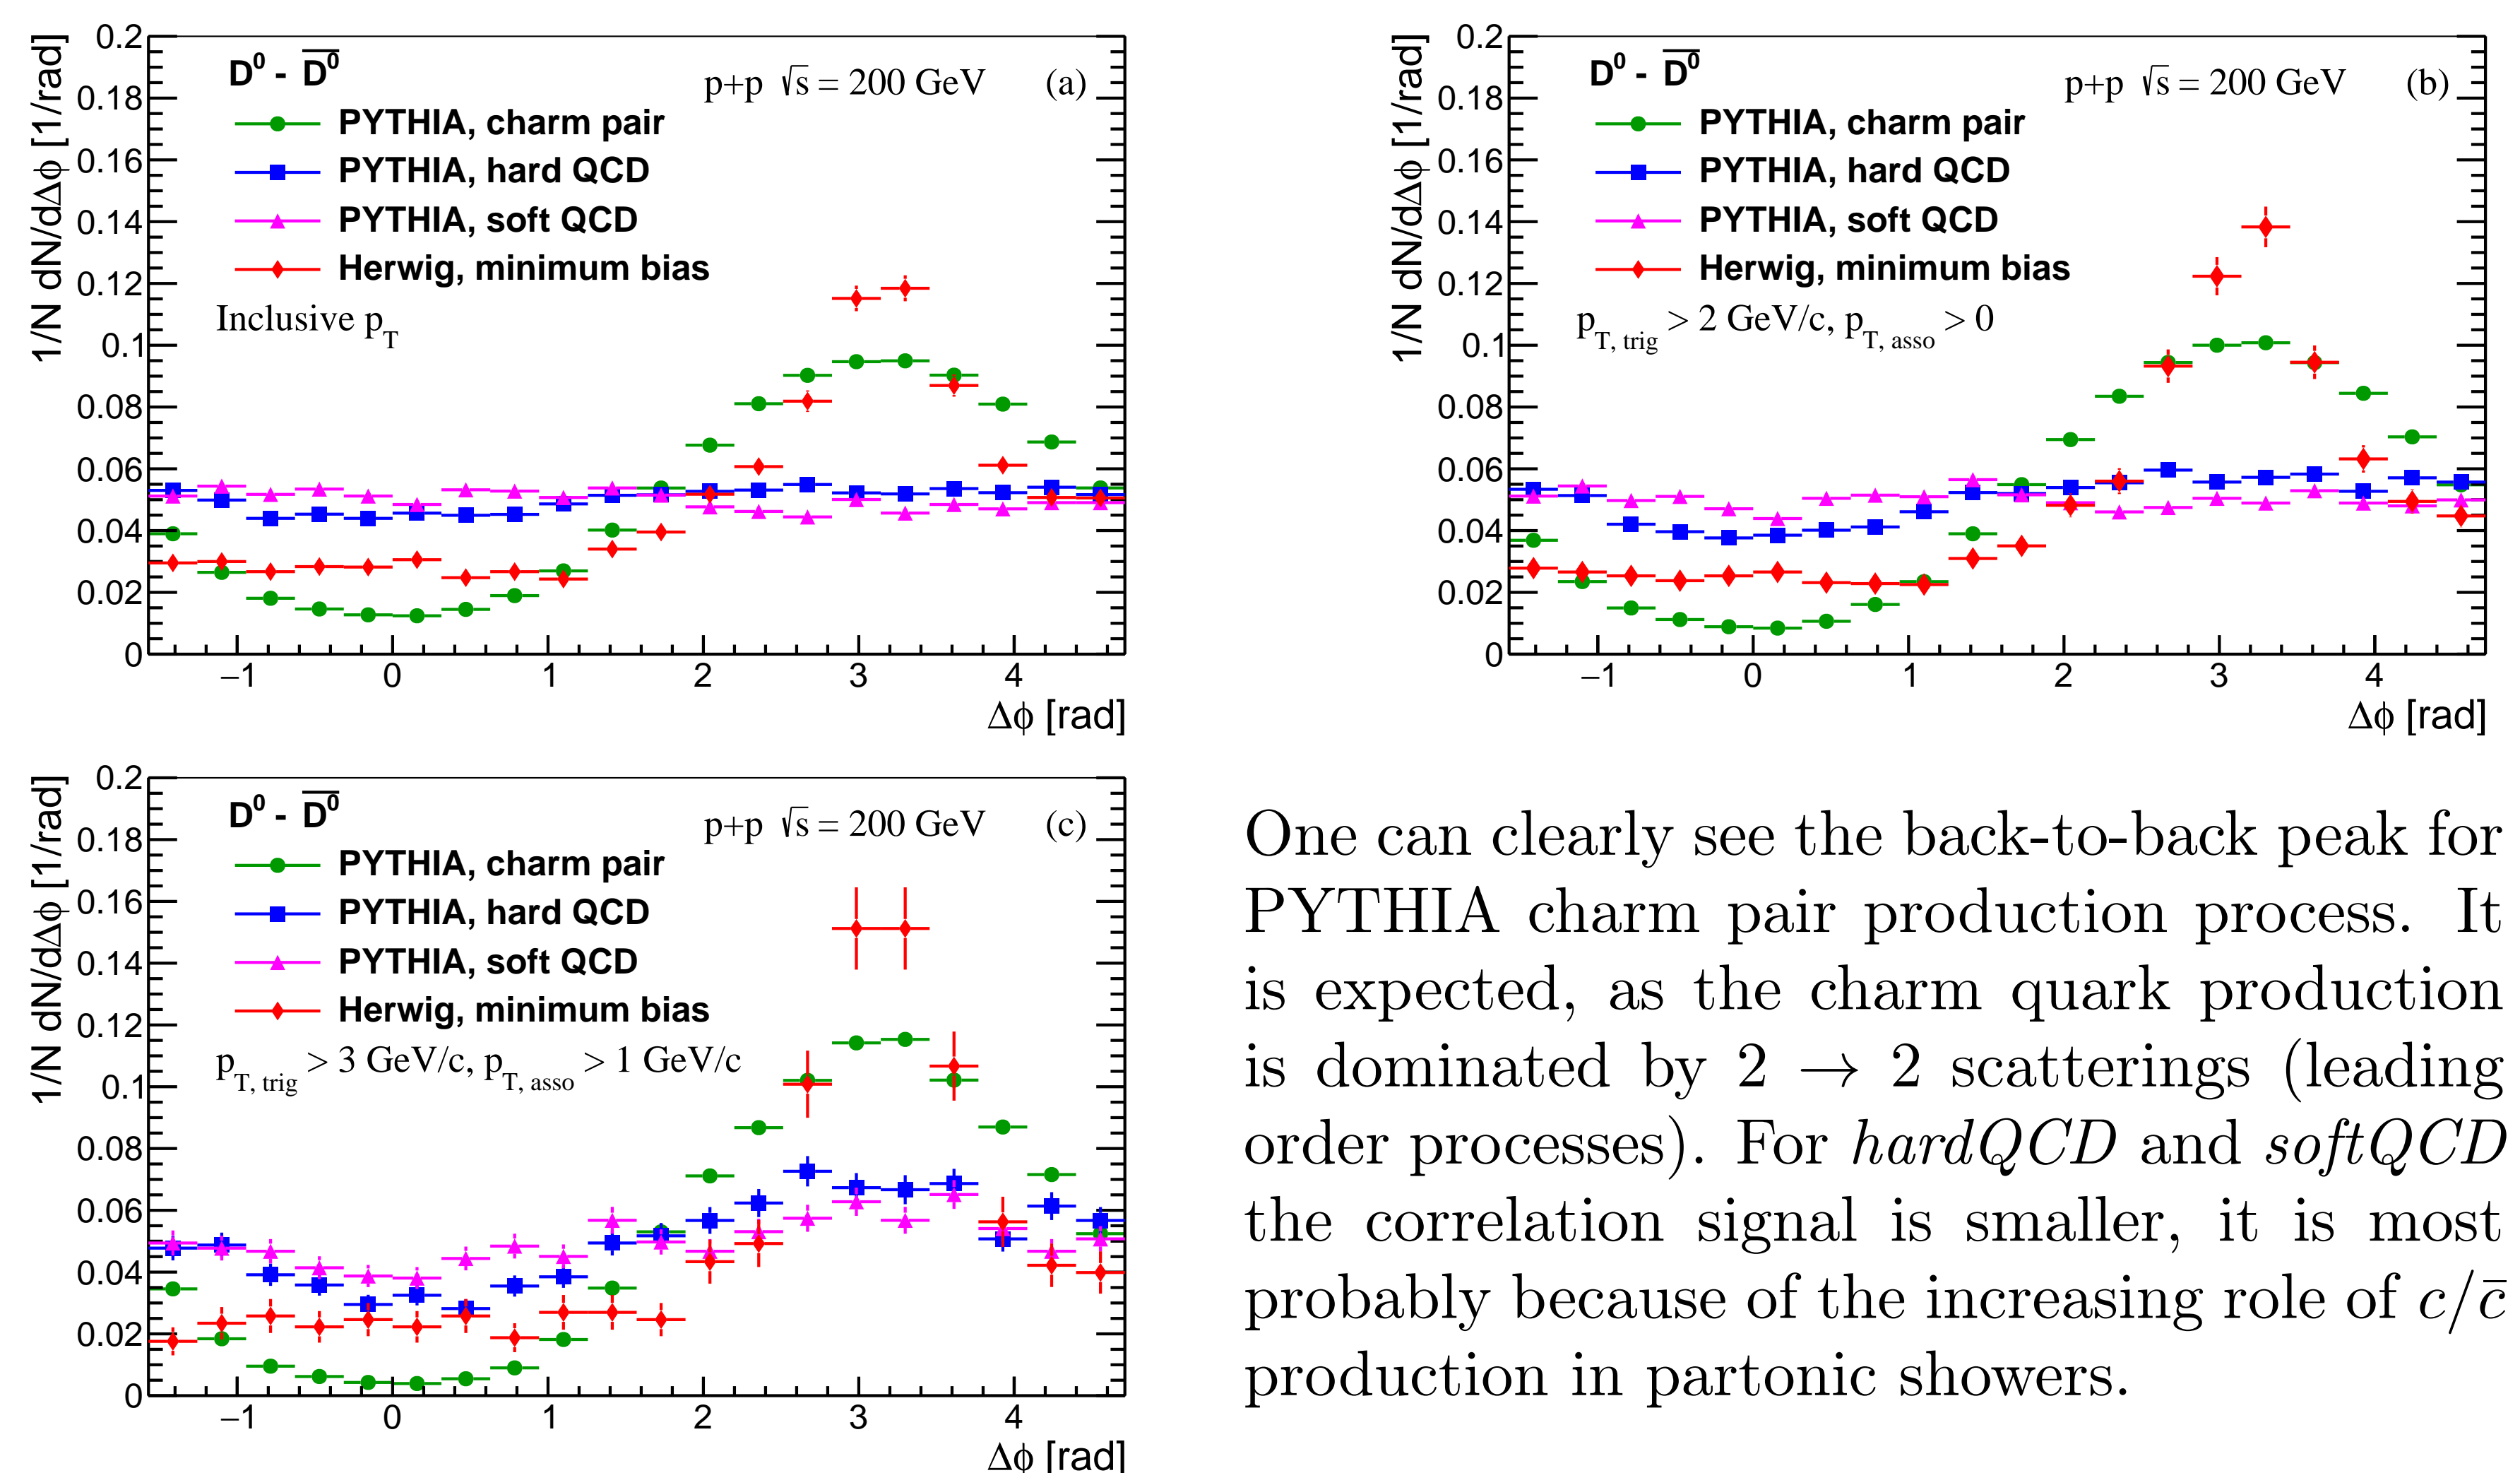 0.2
0.18
0.16
0.14
0.12
0.1
0.08
0.06
0.04
0.02
0
1/N dN/dΔϕ [1/rad]
D⁰ - D̅⁰
p+p √s = 200 GeV (a)
PYTHIA, charm pair
PYTHIA, hard QCD
PYTHIA, soft QCD
Herwig, minimum bias
Inclusive p_T
−1 0 1 2 3 4
Δϕ [rad]
0.2
0.18
0.16
0.14
0.12
0.1
0.08
0.06
0.04
0.02
0
1/N dN/dΔϕ [1/rad]
D⁰ - D̅⁰
p+p √s = 200 GeV (b)
PYTHIA, charm pair
PYTHIA, hard QCD
PYTHIA, soft QCD
Herwig, minimum bias
p_T, trig > 2 GeV/c, p_T, asso > 0
−1 0 1 2 3 4
Δϕ [rad]
0.2
0.18
0.16
0.14
0.12
0.1
0.08
0.06
0.04
0.02
0
1/N dN/dΔϕ [1/rad]
D⁰ - D̅⁰
p+p √s = 200 GeV (c)
PYTHIA, charm pair
PYTHIA, hard QCD
PYTHIA, soft QCD
Herwig, minimum bias
p_T, trig > 3 GeV/c, p_T, asso > 1 GeV/c
−1 0 1 2 3 4
Δϕ [rad]
One can clearly see the back-to-back peak for
PYTHIA charm pair production process. It
is expected, as the charm quark production
is dominated by 2 → 2 scatterings (leading
order processes). For hardQCD and softQCD
the correlation signal is smaller, it is most
probably because of the increasing role of c/c̄
production in partonic showers.